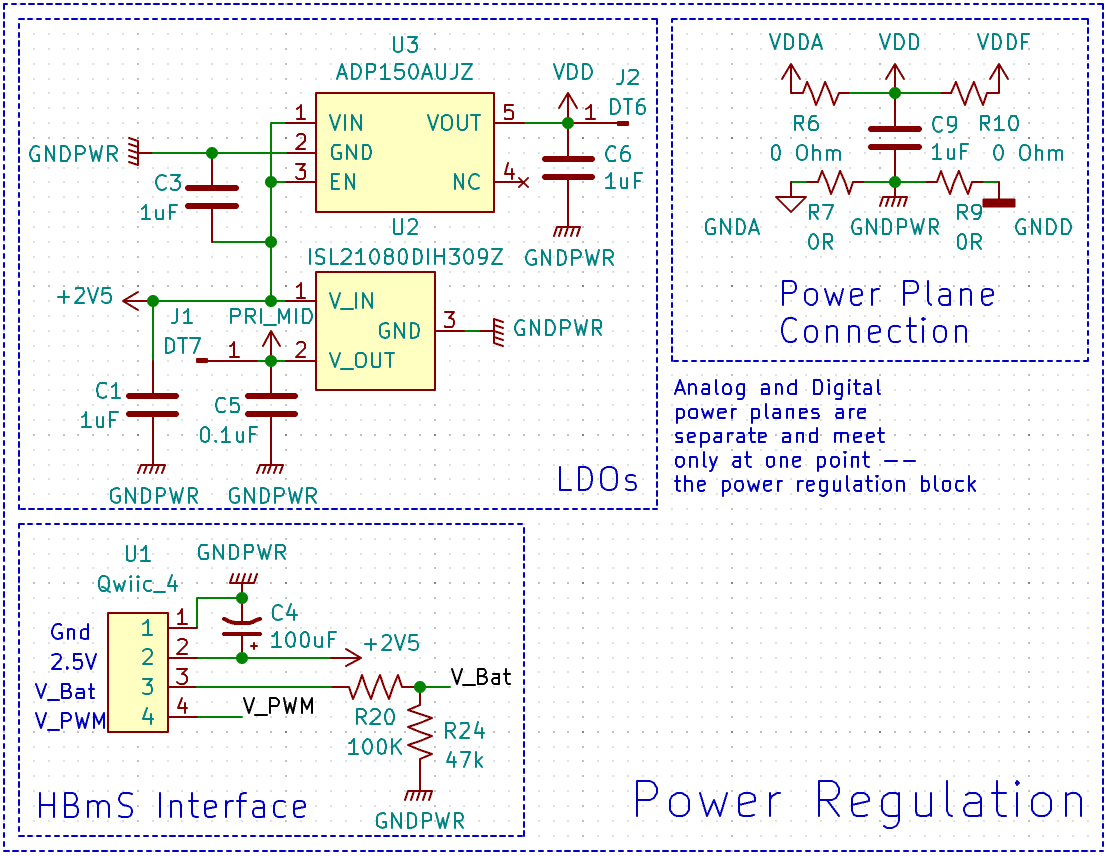 U3
ADP150AUJZ
1 VIN
2 GND
3 EN
VOUT 5
NC 4
GNDPWR
C3
1uF
VDD
J2
DT6
1
C6
1uF
GNDPWR
U2
ISL21080DIH309Z
1 V_IN
2 V_OUT
GND 3
GNDPWR
+2V5
J1
DT7
1
PRI_MID
C1
1uF
GNDPWR
C5
0.1uF
GNDPWR
LDOs
VDDA
VDD
VDDF
R6
0 Ohm
C9
1uF
R10
0 Ohm
GNDA
R7
0R
GNDPWR
R9
0R
GNDD
Power Plane
Connection
Analog and Digital
power planes are
separate and meet
only at one point --
the power regulation block
U1
Qwiic_4
GNDPWR
Gnd 1 1
2.5V 2 2
V_Bat 3 3
V_PWM 4 4
C4
100uF
+
+2V5
V_Bat
V_PWM
R20
100K
R24
47k
GNDPWR
HBmS Interface
Power Regulation